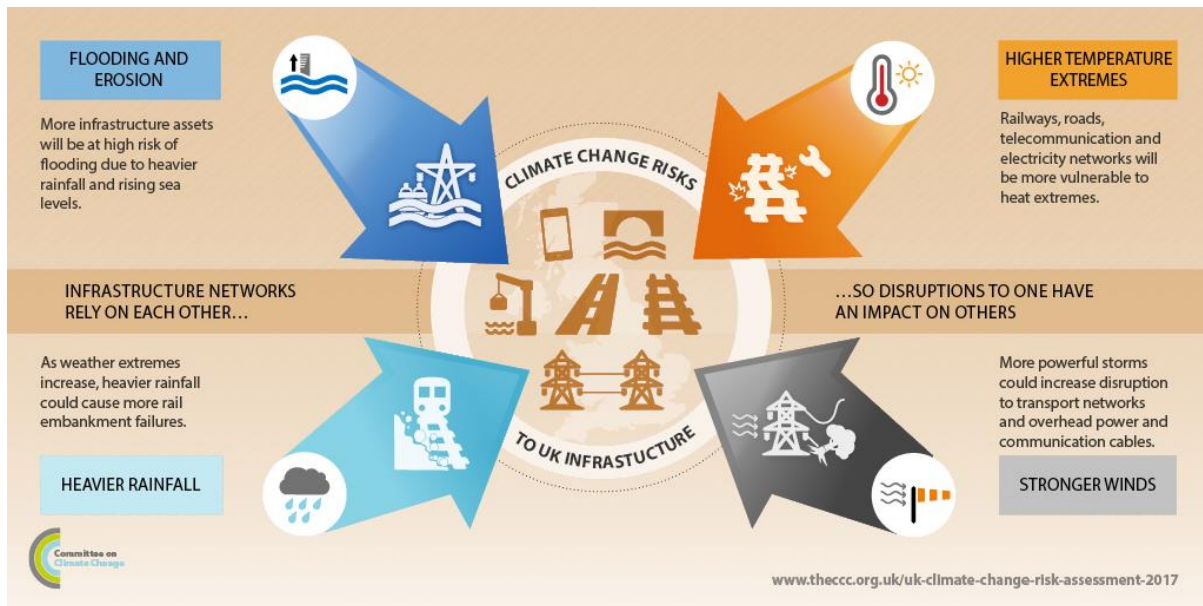 FLOODING AND
EROSION
More infrastructure assets
will be at high risk of
flooding due to heavier
rainfall and rising sea
levels.
HIGHER TEMPERATURE
EXTREMES
Railways, roads,
telecommunication and
electricity networks will
be more vulnerable to
heat extremes.
CLIMATE CHANGE RISKS
TO UK INFRASTUCTURE
INFRASTRUCTURE NETWORKS
RELY ON EACH OTHER...
...SO DISRUPTIONS TO ONE HAVE
AN IMPACT ON OTHERS
As weather extremes
increase, heavier rainfall
could cause more rail
embankment failures.
HEAVIER RAINFALL
More powerful storms
could increase disruption
to transport networks
and overhead power and
communication cables.
STRONGER WINDS
Committee on
Climate Change
www.theccc.org.uk/uk-climate-change-risk-assessment-2017